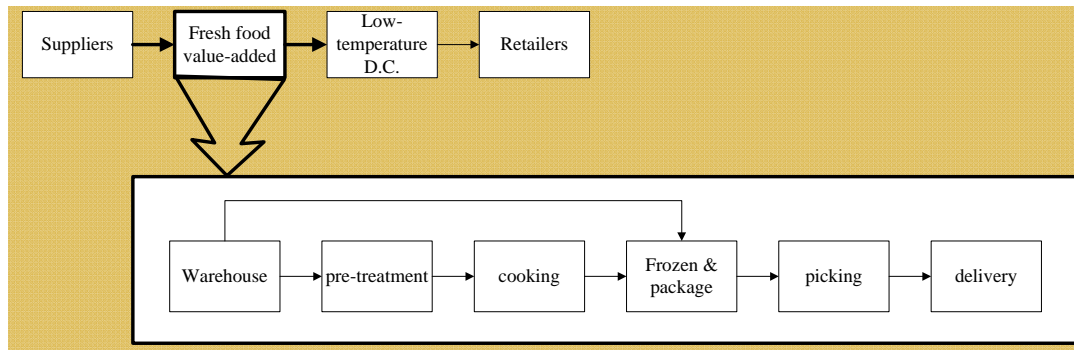 Suppliers
Fresh food
value-added
Low-
temperature
D.C.
Retailers
Warehouse
pre-treatment
cooking
Frozen &
package
picking
delivery